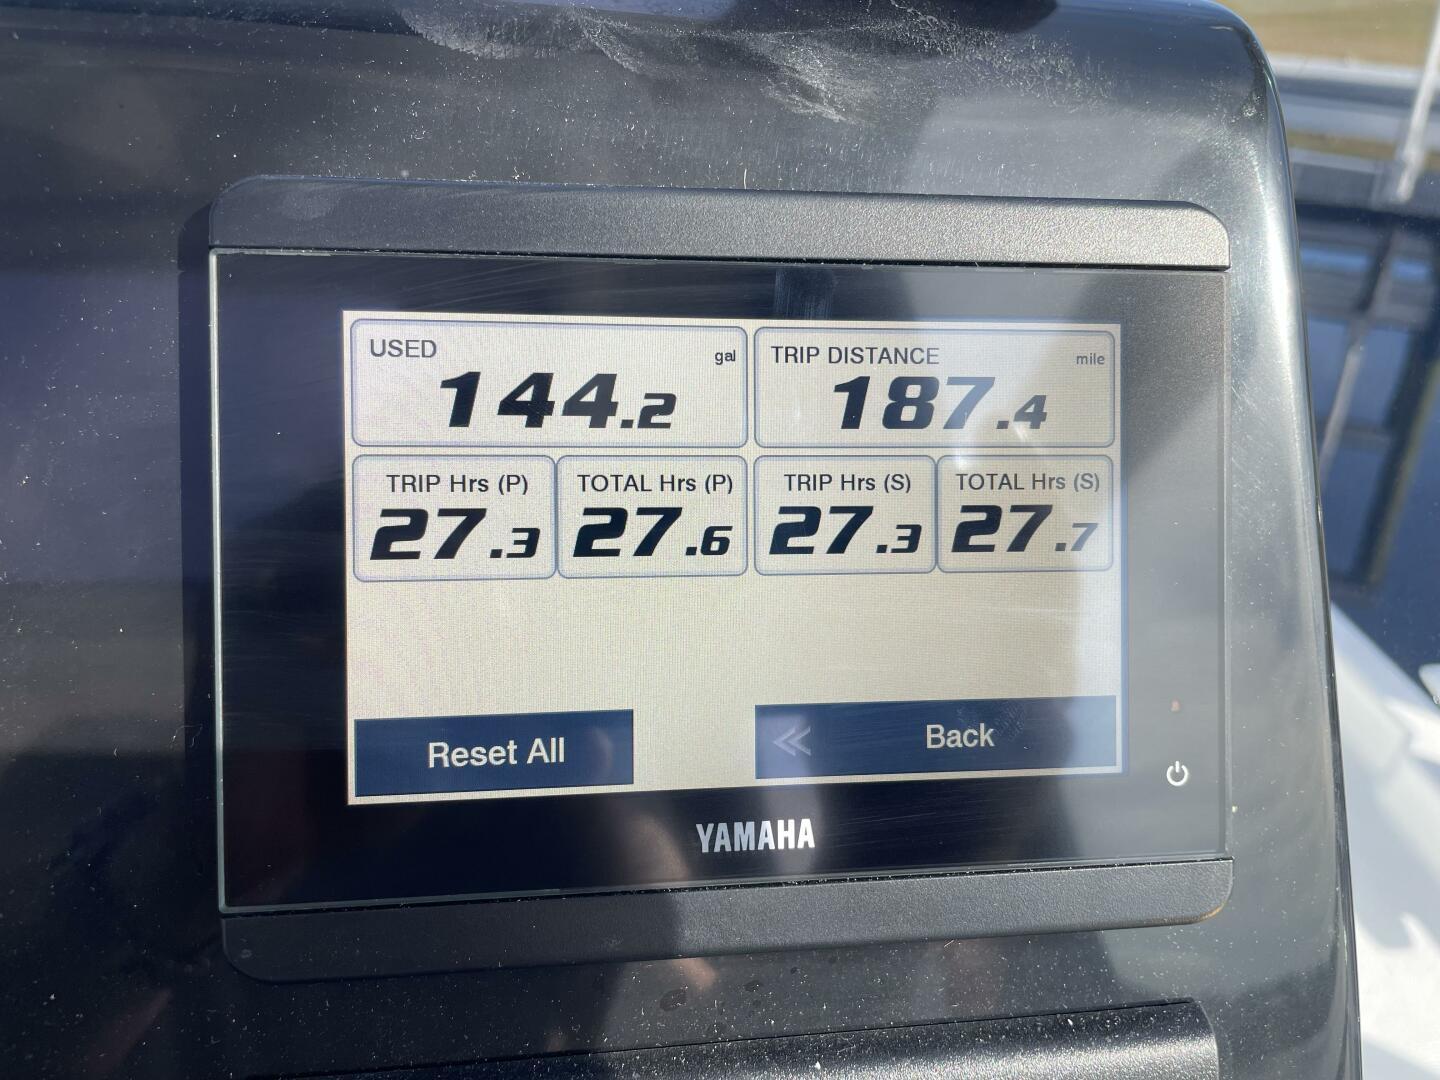 USED gal TRIP DISTANCE mile
144.2 187.4
TRIP Hrs (P) TOTAL Hrs (P) TRIP Hrs (S) TOTAL Hrs (S)
27.3 27.6 27.3 27.7
Reset All Back
YAMAHA